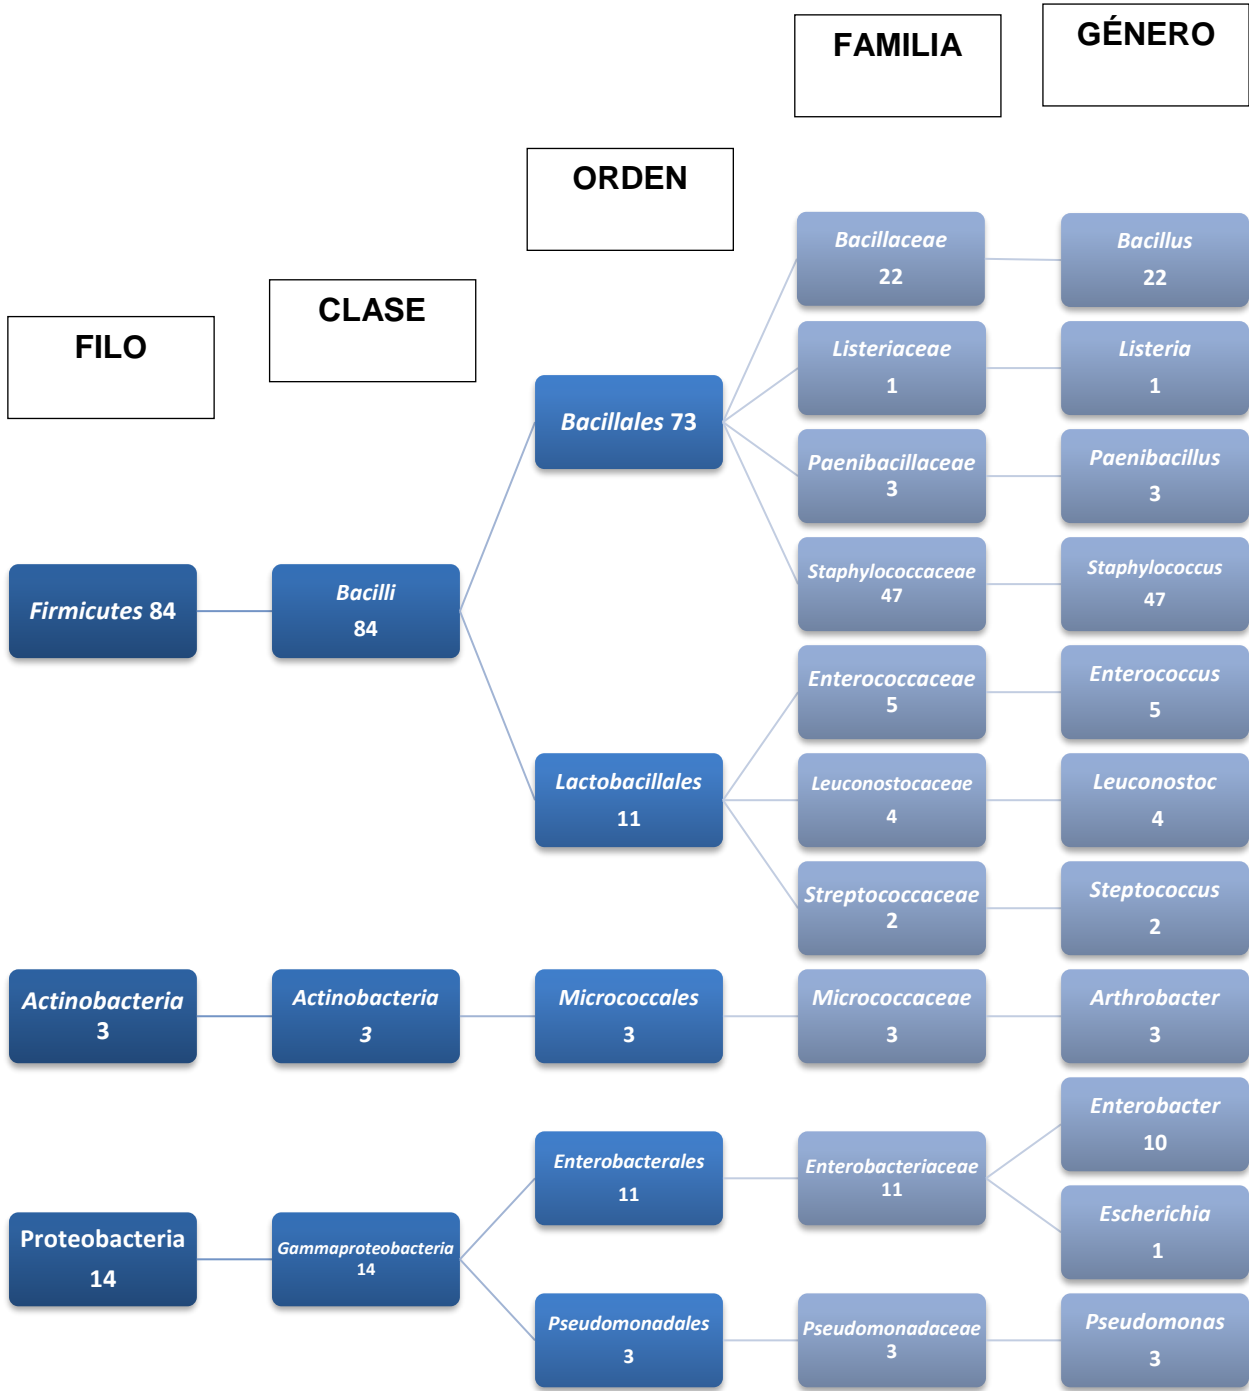 FILO
CLASE
ORDEN
FAMILIA
GÉNERO
Firmicutes 84
Bacilli
84
Bacillales 73
Bacillaceae
22
Bacillus
22
Listeriaceae
1
Listeria
1
Paenibacillaceae
3
Paenibacillus
3
Staphylococcaceae
47
Staphylococcus
47
Lactobacillales
11
Enterococcaceae
5
Enterococcus
5
Leuconostocaceae
4
Leuconostoc
4
Streptococcaceae
2
Steptococcus
2
Actinobacteria
3
Actinobacteria
3
Micrococcales
3
Micrococcaceae
3
Arthrobacter
3
Proteobacteria
14
Gammaproteobacteria
14
Enterobacterales
11
Enterobacteriaceae
11
Enterobacter
10
Escherichia
1
Pseudomonadales
3
Pseudomonadaceae
3
Pseudomonas
3